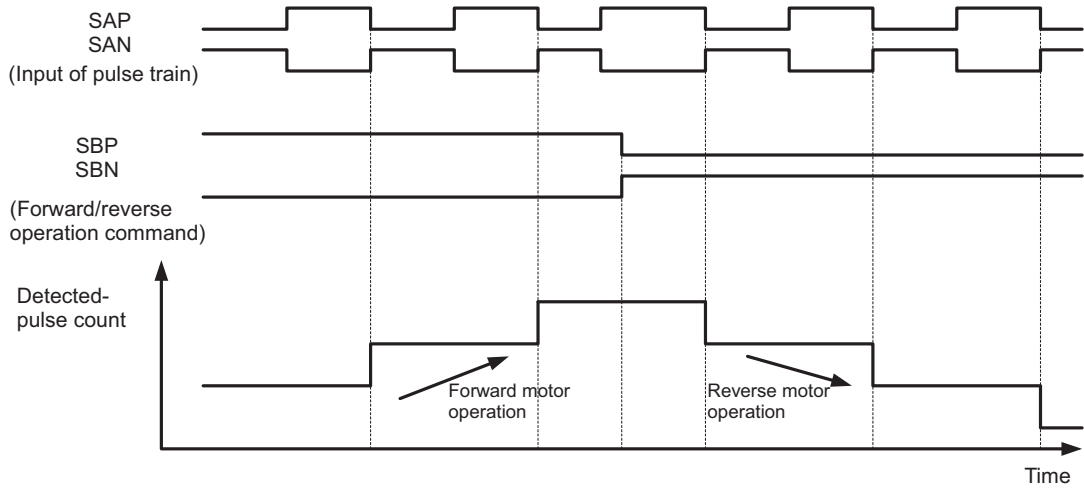 SAP
SAN
(Input of pulse train)
SBP
SBN
(Forward/reverse
operation command)
Detected-
pulse count
Forward motor
operation
Reverse motor
operation
Time